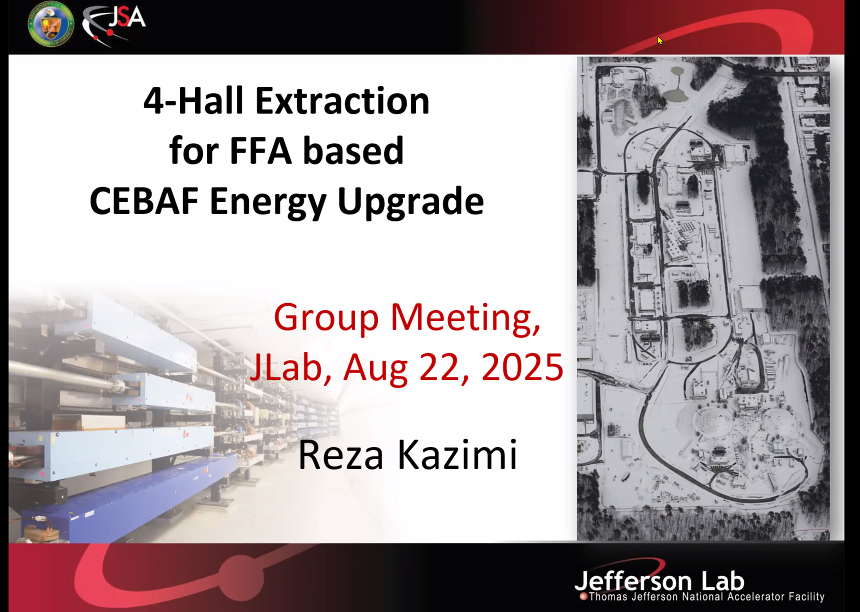 JSA
4-Hall Extraction
for FFA based
CEBAF Energy Upgrade
Group Meeting,
JLab, Aug 22, 2025
Reza Kazimi
Jefferson Lab
Thomas Jefferson National Accelerator Facility